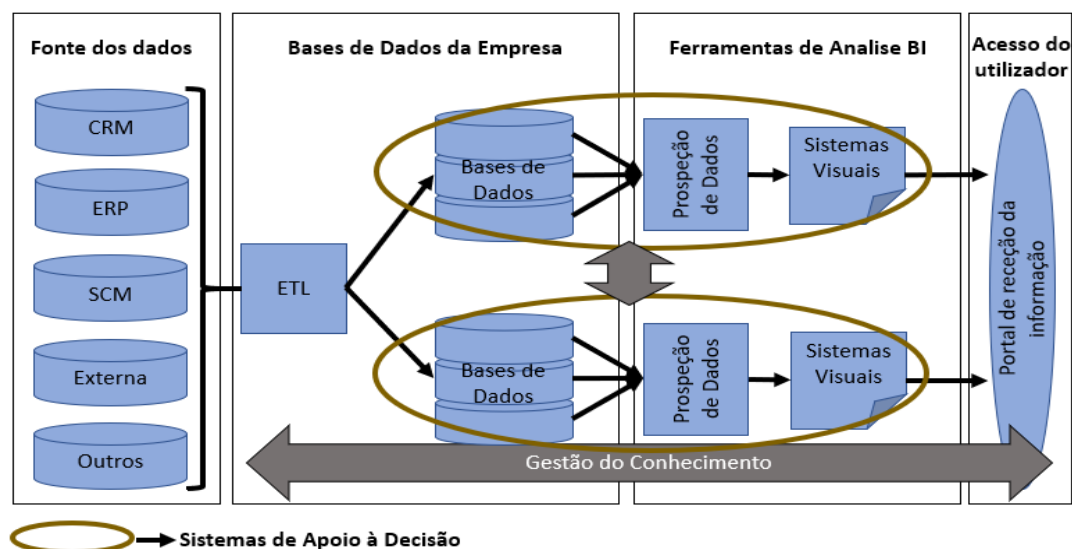 Fonte dos dados
CRM
ERP
SCM
Externa
Outros
Bases de Dados da Empresa
ETL
Bases de
Dados
Bases de
Dados
Ferramentas de Analise BI
Prospeção
de Dados
Sistemas
Visuais
Prospeção
de Dados
Sistemas
Visuais
Acesso do
utilizador
Portal de receção da
informação
Gestão do Conhecimento
Sistemas de Apoio à Decisão